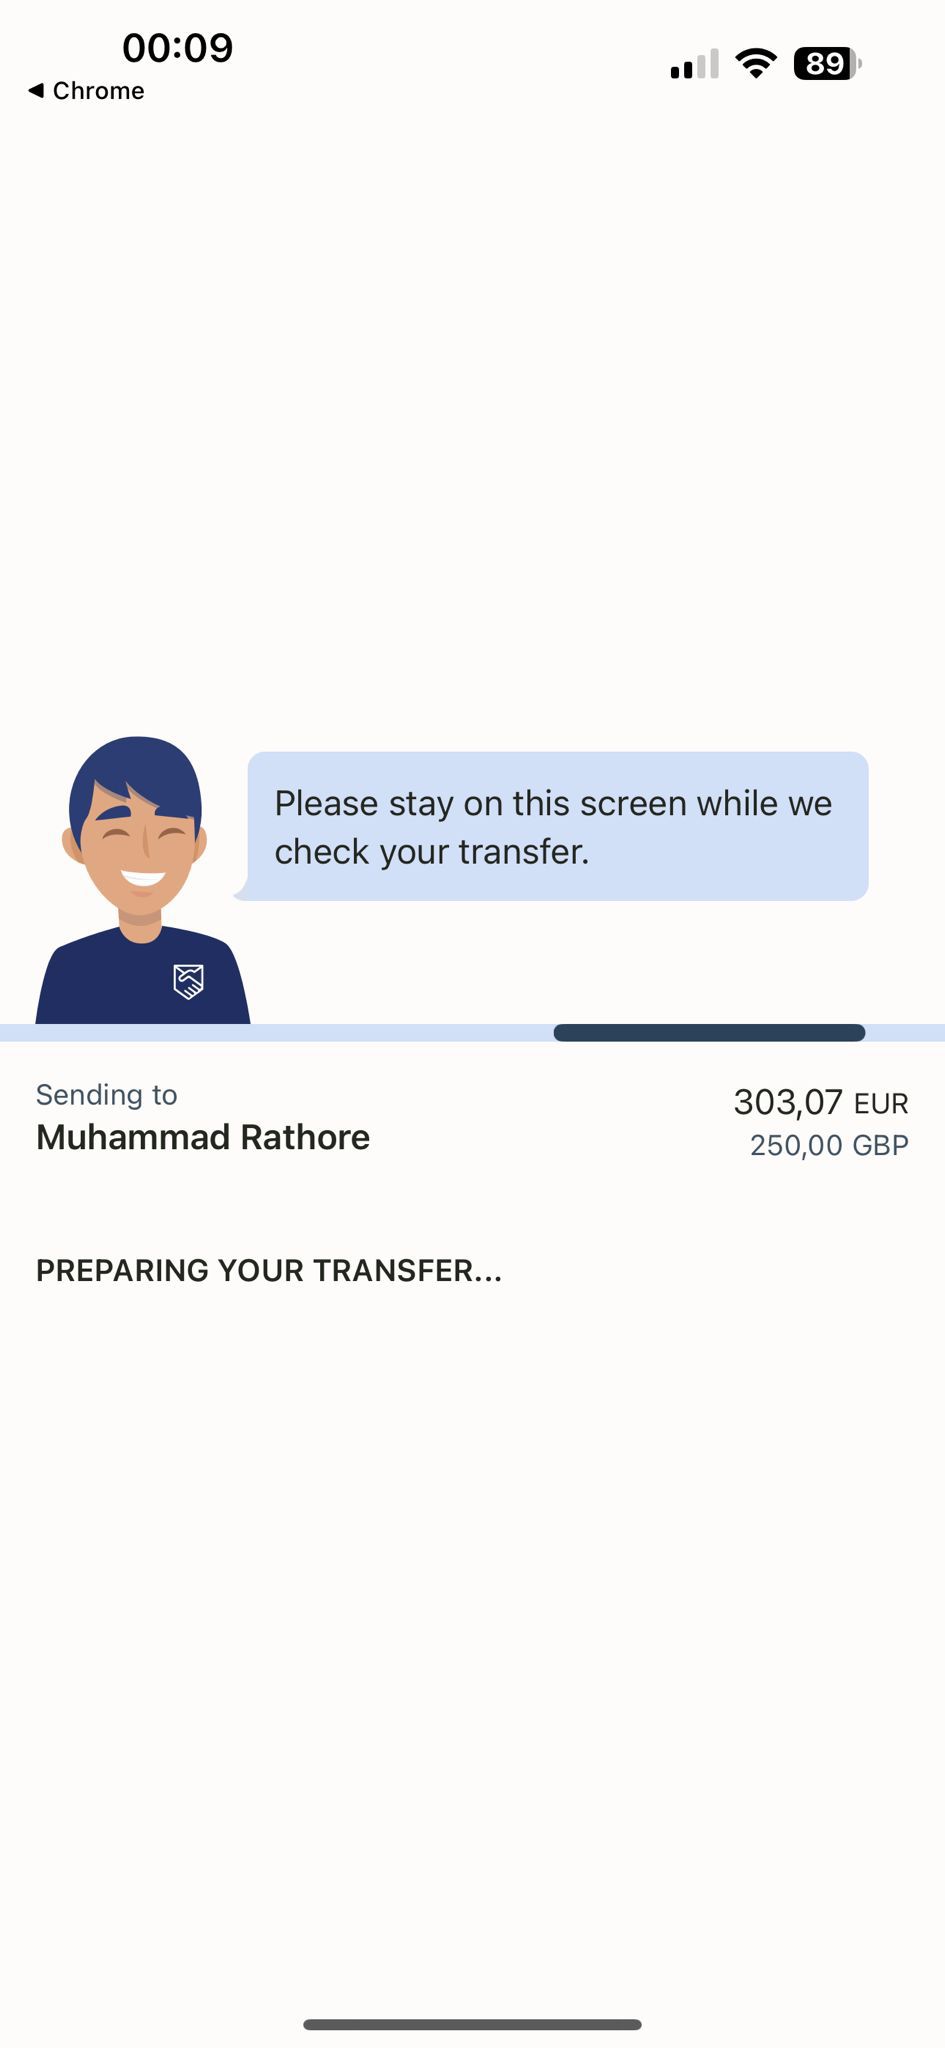 00:09
89
◀ Chrome
Please stay on this screen while we
check your transfer.
Sending to
Muhammad Rathore
303,07 EUR
250,00 GBP
PREPARING YOUR TRANSFER...